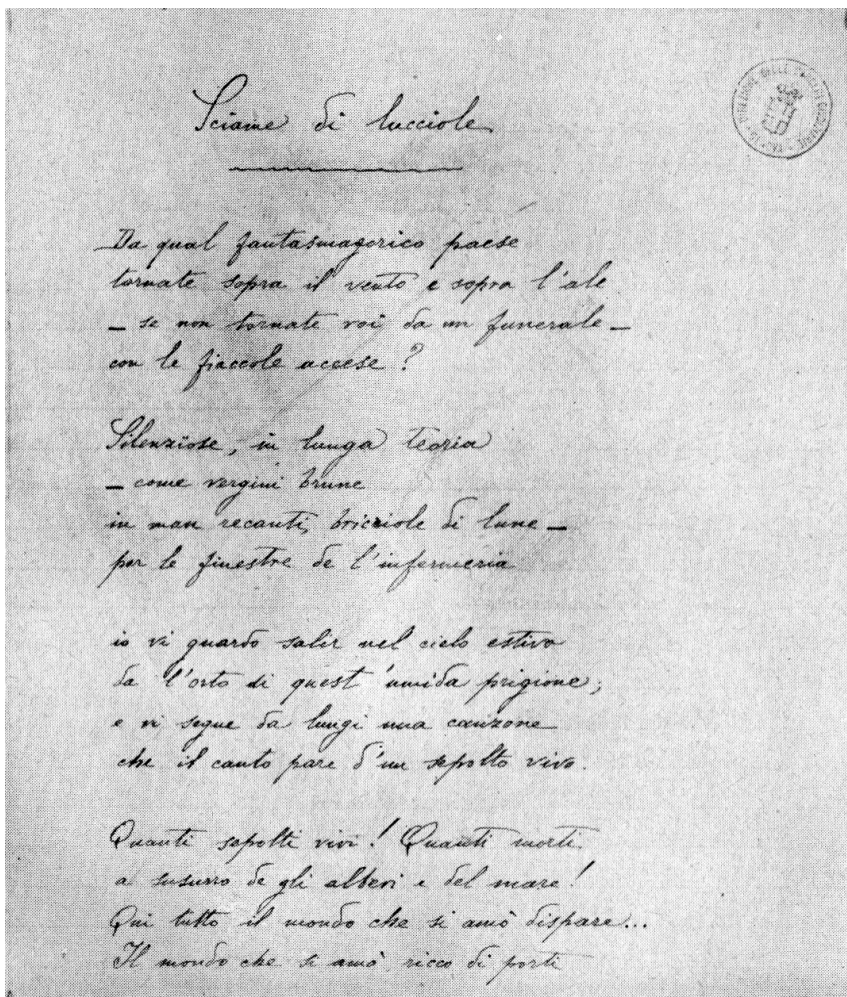 Sciame di lucciole
Da qual fantasmagorico paese
tornate sopra il vento e sopra l'ale
– se non tornate voi da un funerale –
con le fiaccole accese?
Silenziose, in lunga teoria
– come vergini brune
in man recanti, briciole di lune –
per le finestre de l'infermeria
io vi guardo salir nel cielo estivo
da l'orto di quest'umida prigione;
e vi segue da lungi una canzone
che il canto pare d'un sepolto vivo.
Quanti sepolti vivi! Quanti morti
al susurro de gli alberi e del mare!
Qui tutto il mondo che si amò dispare...
Il mondo che si amò ricco di porti